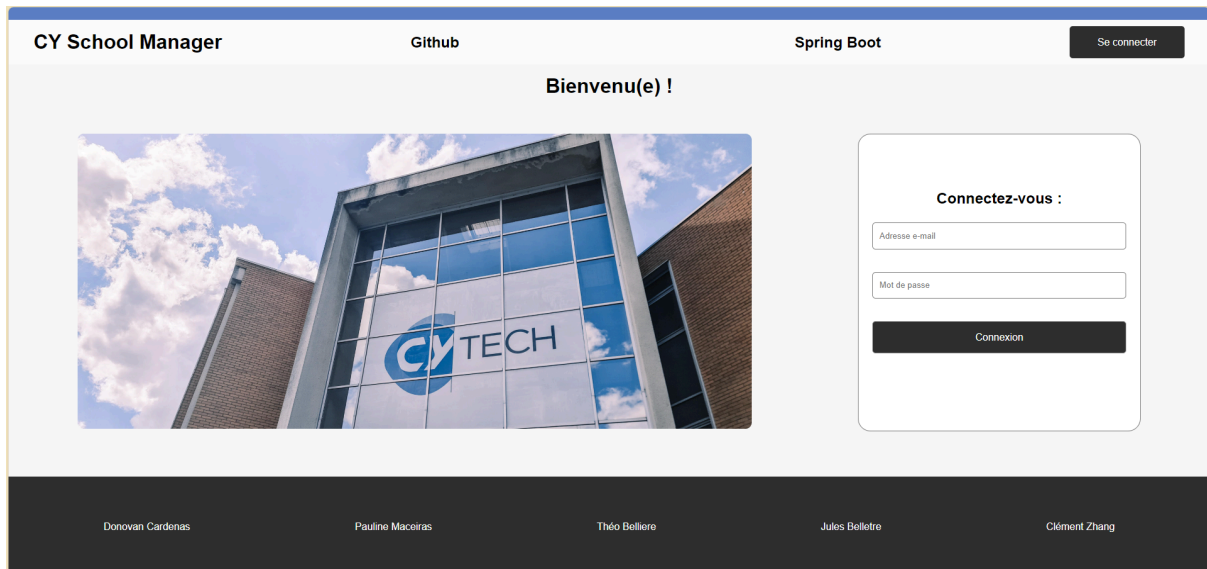 CY School Manager
Github
Spring Boot
Se connecter
Bienvenu(e) !
CY TECH
Connectez-vous :
Adresse e-mail
Mot de passe
Connexion
Donovan Cardenas
Pauline Maceiras
Théo Belliere
Jules Belletre
Clément Zhang